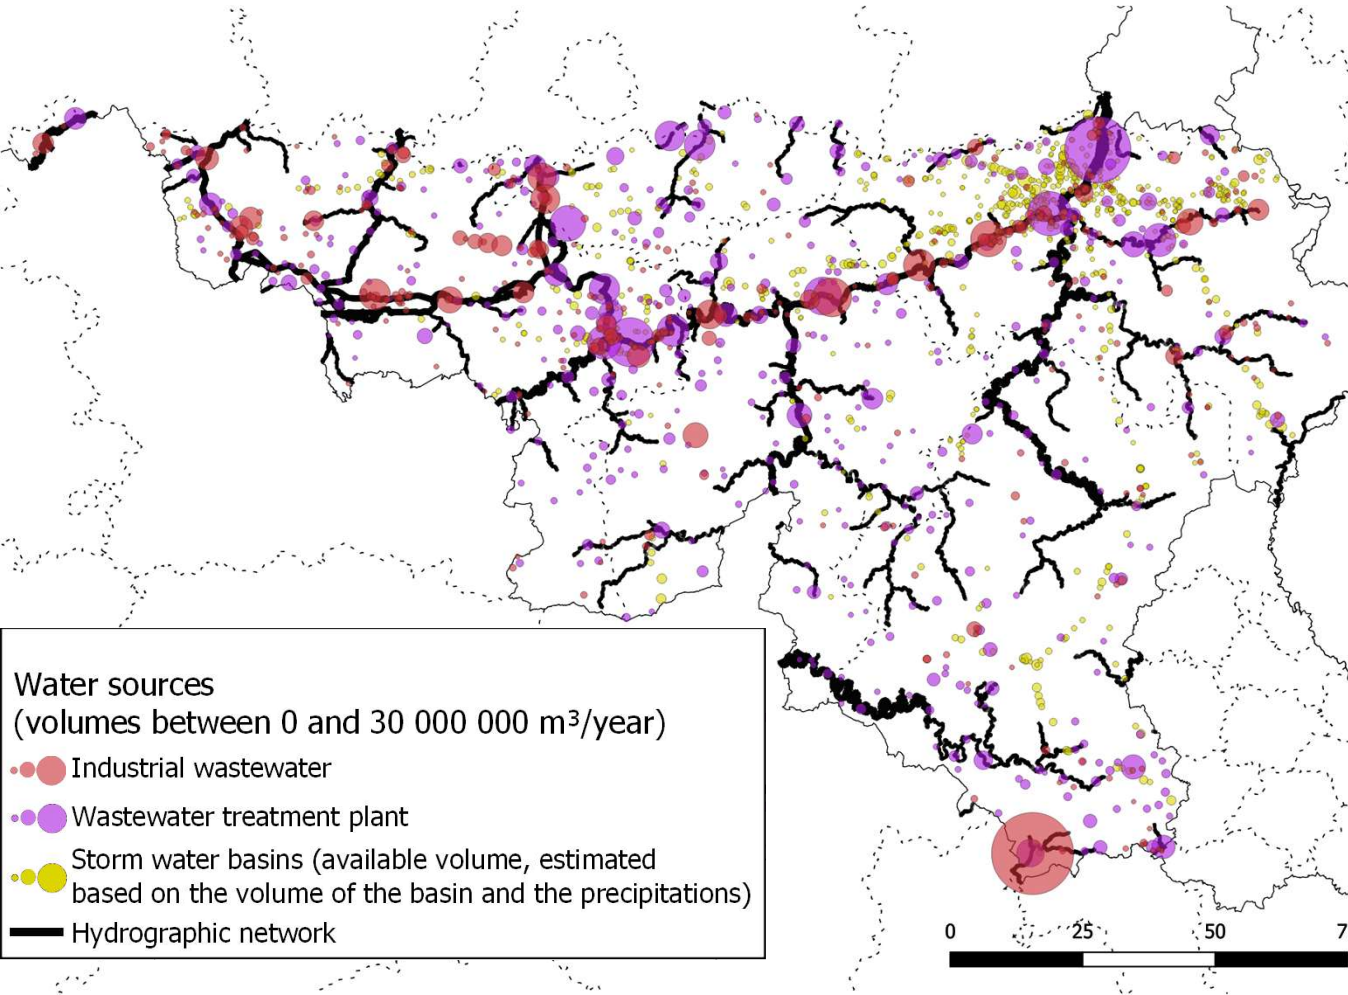 Water sources
(volumes between 0 and 30 000 000 m³/year)
Industrial wastewater
Wastewater treatment plant
Storm water basins (available volume, estimated
based on the volume of the basin and the precipitations)
Hydrographic network
0 25 50 7